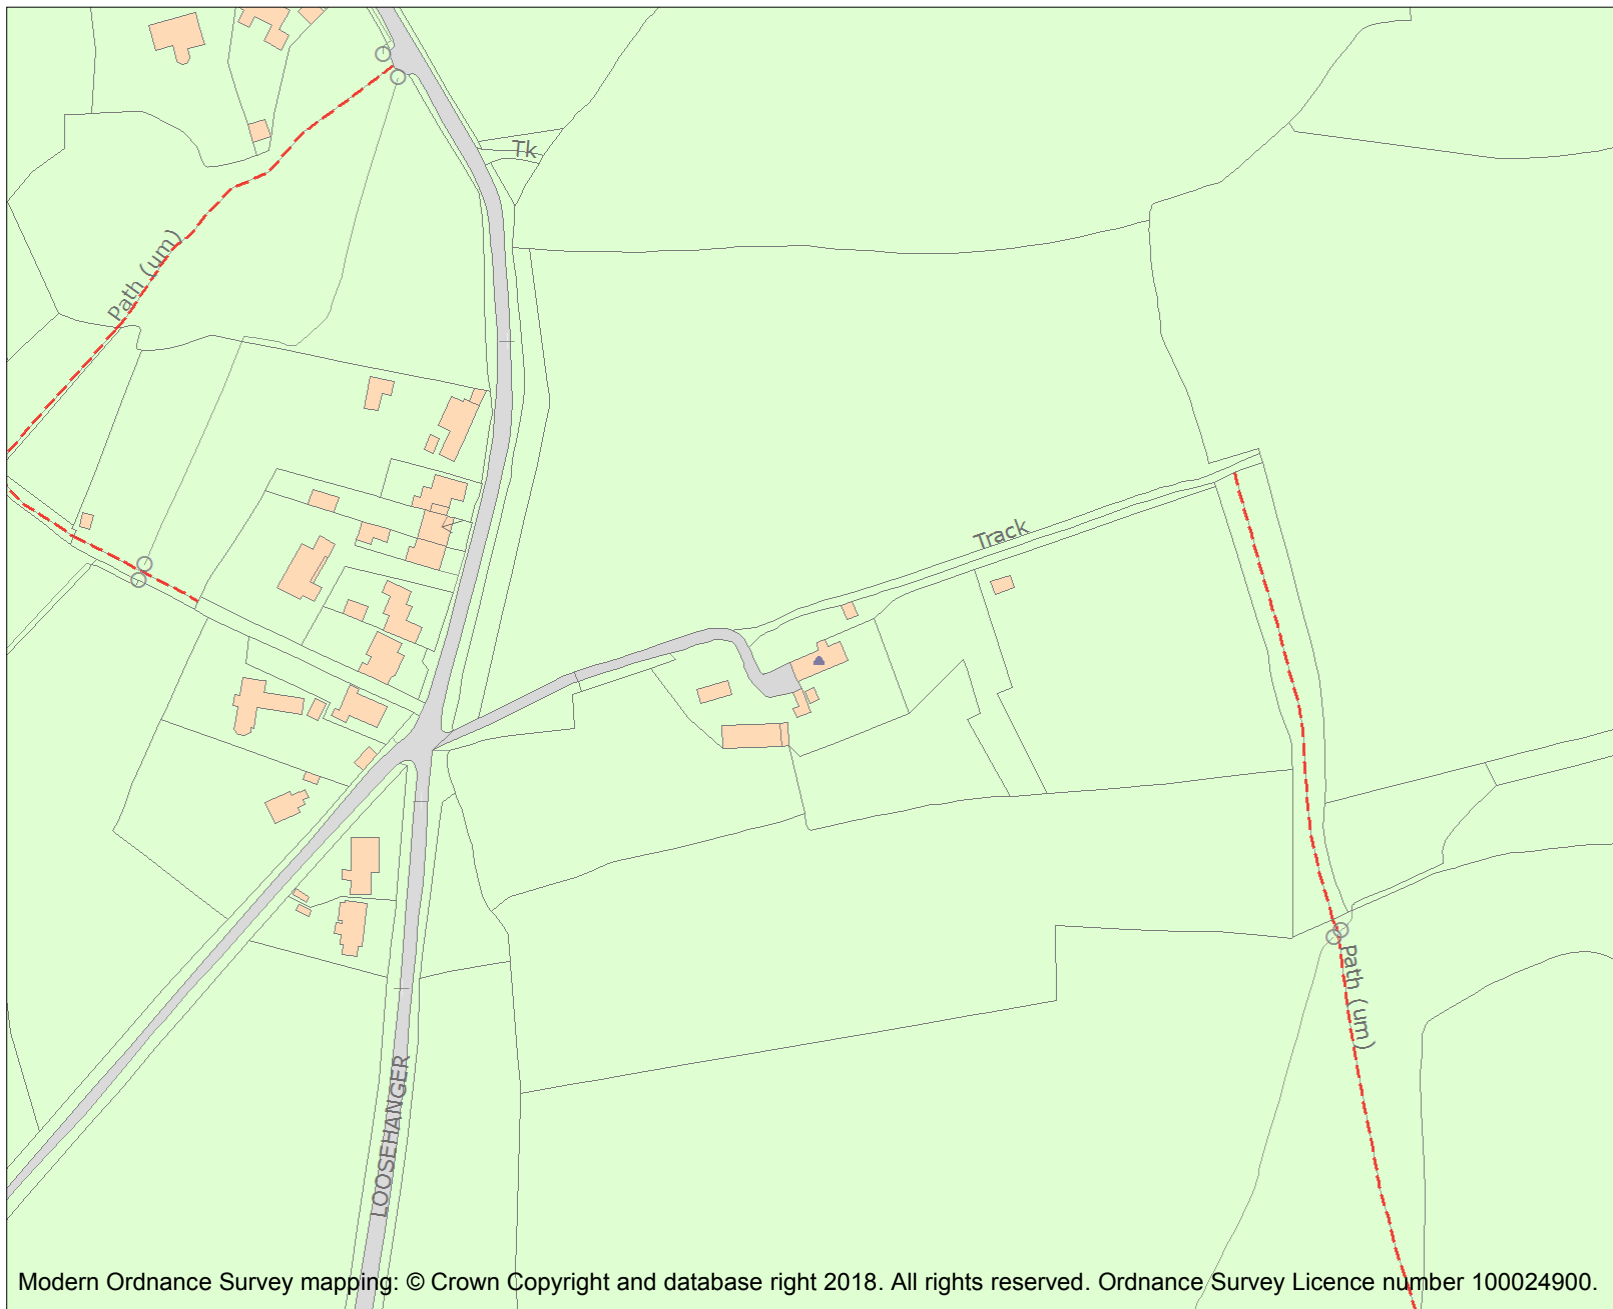 Tk
Path (um)
Track
Path (um)
LOOSEHANGER
Modern Ordnance Survey mapping: © Crown Copyright and database right 2018. All rights reserved. Ordnance Survey Licence number 100024900.